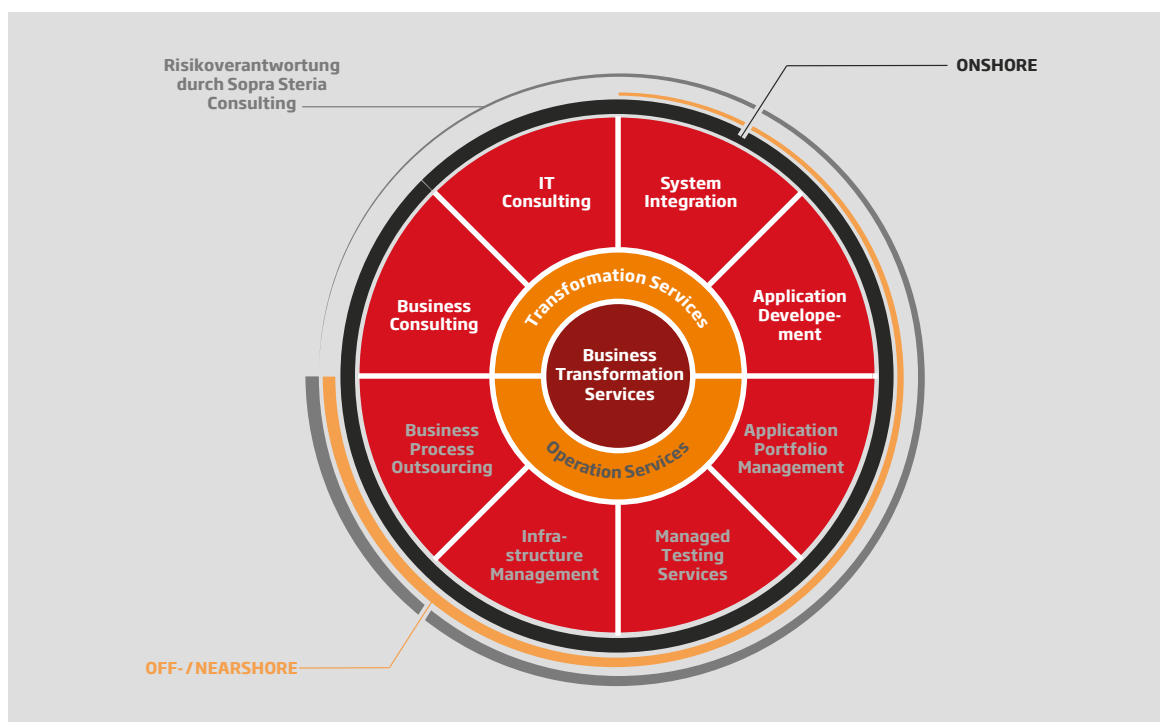 Risikoverantwortung
durch Sopra Steria
Consulting
ONSHORE
IT
Consulting
System
Integration
Business
Consulting
Transformation Services
Application
Develope-
ment
Business
Transformation
Services
Business
Process
Outsourcing
Operation Services
Application
Portfolio
Management
Infra-
structure
Management
Managed
Testing
Services
OFF-/NEARSHORE